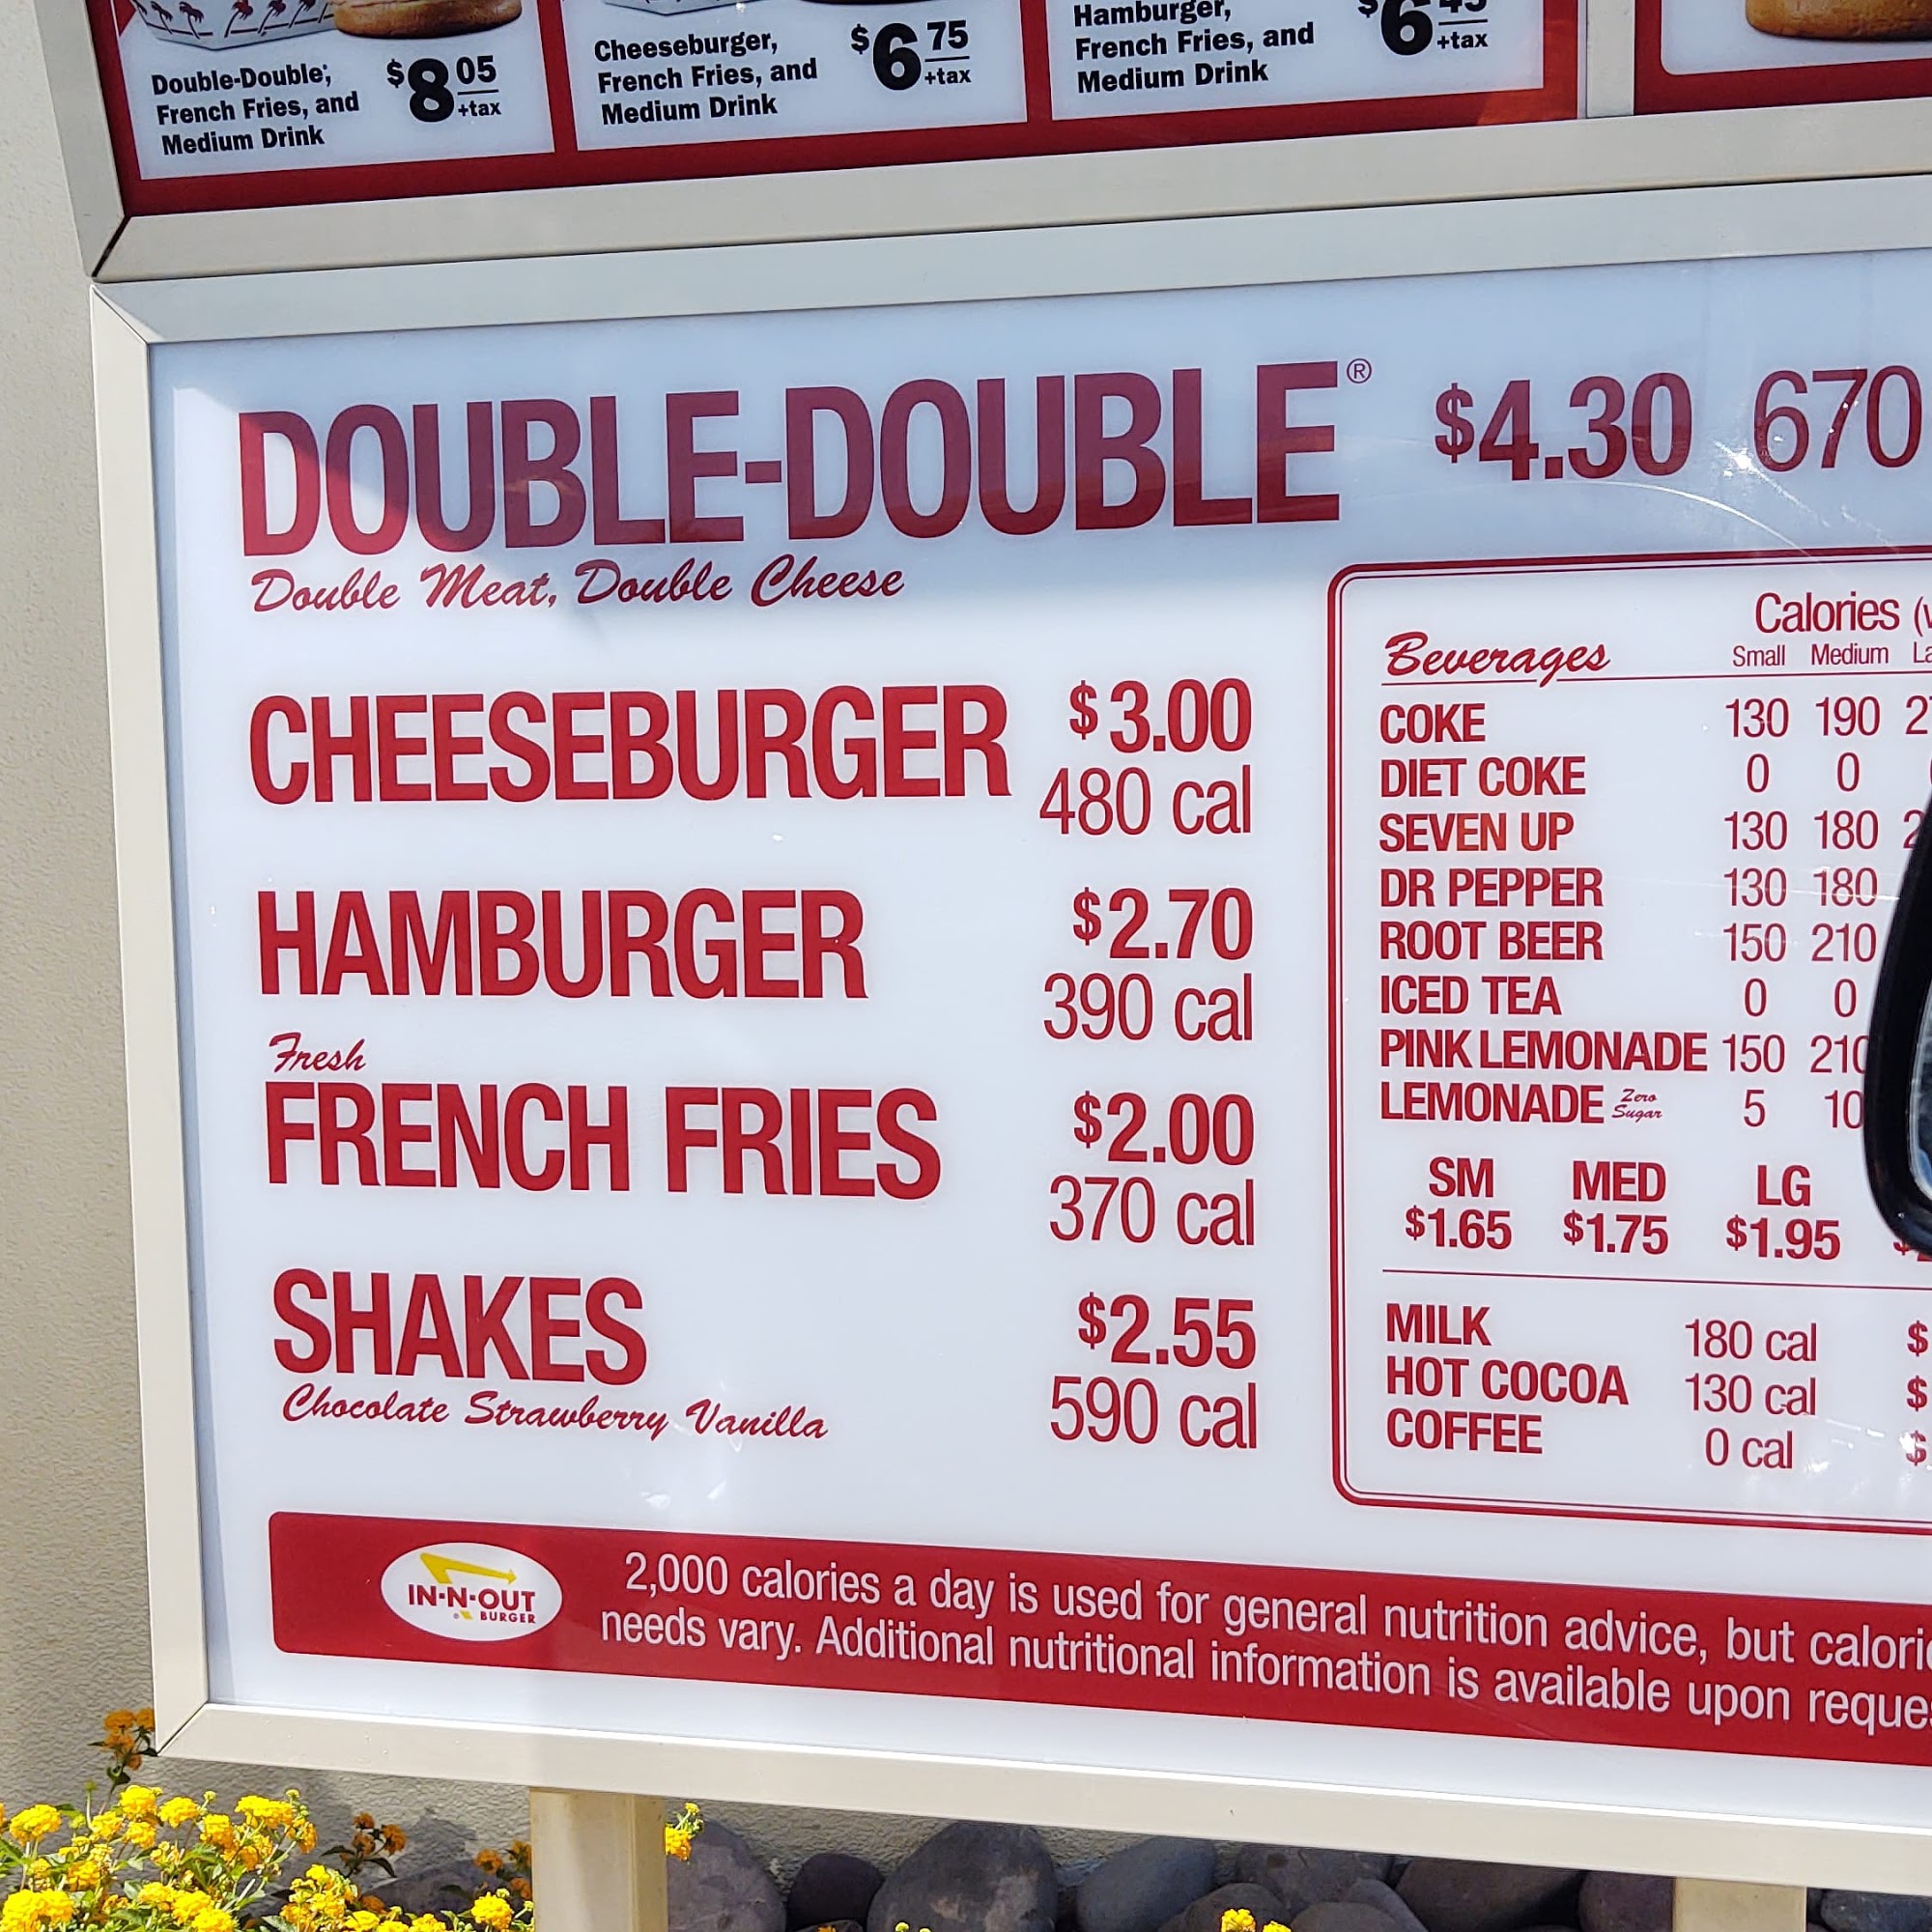 Double-Double®,
French Fries, and
Medium Drink
$8 05
+tax
Cheeseburger,
French Fries, and
Medium Drink
$6 75
+tax
Hamburger,
French Fries, and
Medium Drink
$6 45
+tax
DOUBLE-DOUBLE® $4.30 670
Double Meat, Double Cheese
CHEESEBURGER $3.00
480 cal
HAMBURGER $2.70
390 cal
Fresh
FRENCH FRIES $2.00
370 cal
SHAKES $2.55
Chocolate Strawberry Vanilla 590 cal
Calories
Beverages Small Medium
COKE 130 190
DIET COKE 0 0
SEVEN UP 130 180
DR PEPPER 130 180
ROOT BEER 150 210
ICED TEA 0 0
PINK LEMONADE 150 210
LEMONADE Zero Sugar 5 10
SM MED LG
$1.65 $1.75 $1.95
MILK 180 cal $
HOT COCOA 130 cal $
COFFEE 0 cal $
IN-N-OUT
® BURGER
2,000 calories a day is used for general nutrition advice, but
needs vary. Additional nutritional information is available upon